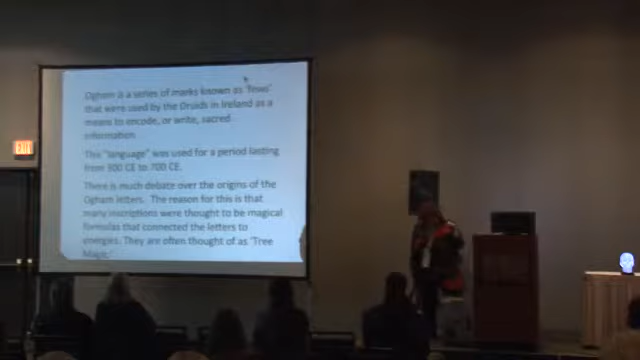 Ogham is a series of marks known as 'fews'
that were used by the Druids in Ireland as a
means to encode, or write, sacred
information.
This "language" was used for a period lasting
from 300 CE to 700 CE.
There is much debate over the origins of the
Ogham letters. The reason for this is that
many inscriptions were thought to be magical
formulas that connected the letters to
energies. They are often thought of as 'Tree
Magic.'
EXIT